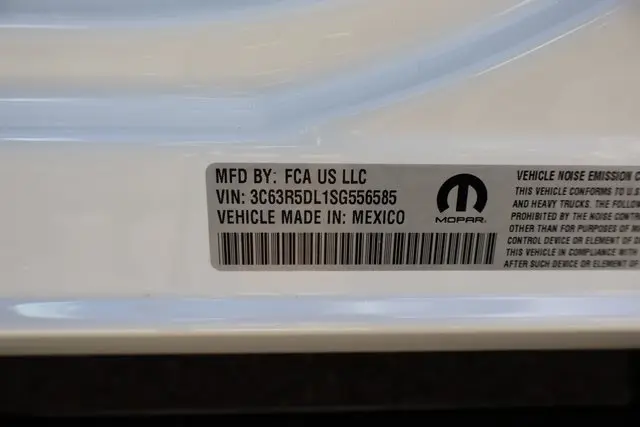 MFD BY: FCA US LLC
VIN: 3C63R5DL1SG556585
VEHICLE MADE IN: MEXICO
MOPAR
VEHICLE NOISE EMISSION
THIS VEHICLE CONFORMS TO U.S
AND HEAVY TRUCKS. THE FOLLOW
PROHIBITED BY THE NOISE CONTR
OTHER THAN FOR PURPOSES OF M
CONTROL DEVICE OR ELEMENT OF D
THIS VEHICLE IN COMPLIANCE WITH
AFTER SUCH DEVICE OR ELEMENT OF